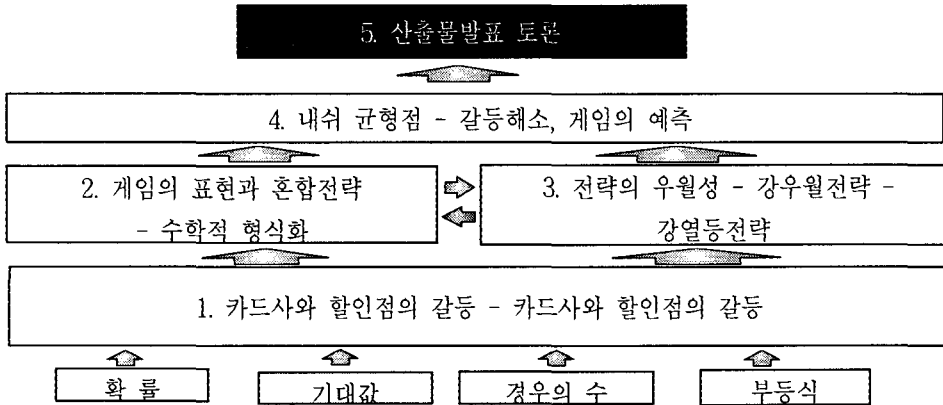 5. 산출물발표 토론
4. 내쉬 균형점 - 갈등해소, 게임의 예측
2. 게임의 표현과 혼합전략
- 수학적 형식화
3. 전략의 우월성 - 강우월전략 -
강열등전략
1. 카드사와 할인점의 갈등 - 카드사와 할인점의 갈등
확 률
기대값
경우의 수
부등식